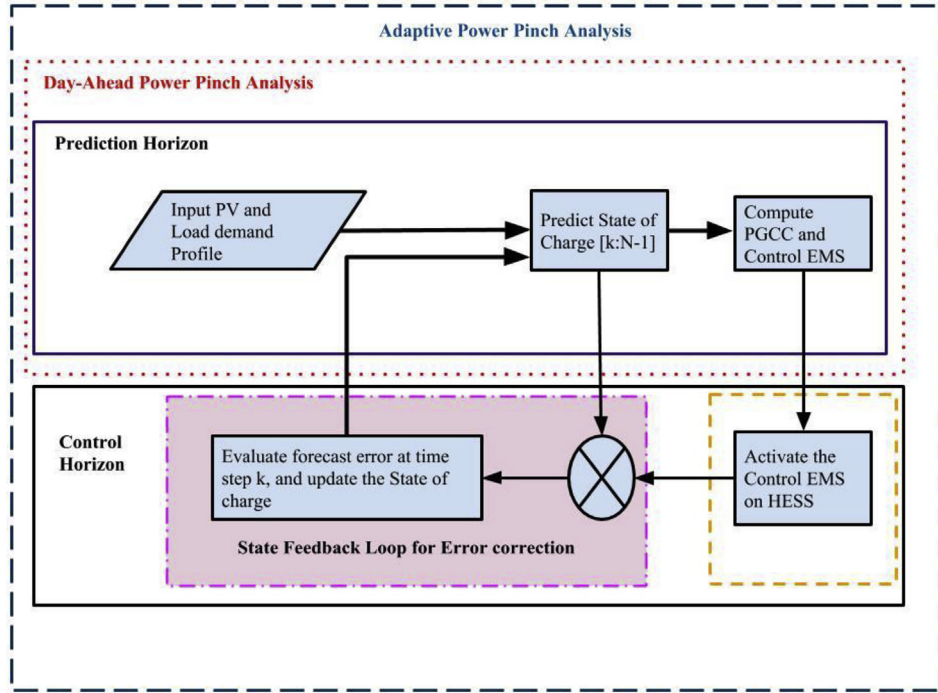 Adaptive Power Pinch Analysis
Day-Ahead Power Pinch Analysis
Prediction Horizon
Input PV and
Load demand
Profile
Predict State of
Charge [k:N-1]
Compute
PGCC and
Control EMS
Control
Horizon
Evaluate forecast error at time
step k, and update the State of
charge
Activate the
Control EMS
on HESS
State Feedback Loop for Error correction